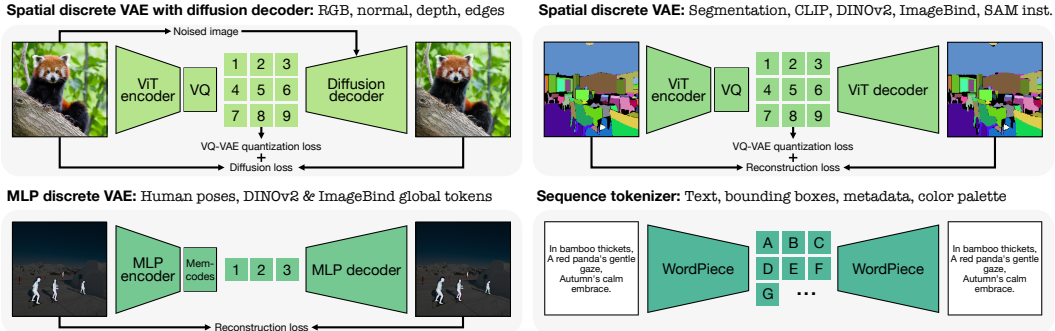 Spatial discrete VAE with diffusion decoder: RGB, normal, depth, edges
Noised image
ViT encoder
VQ
1 2 3
4 5 6
7 8 9
Diffusion decoder
VQ-VAE quantization loss
+
Diffusion loss
Spatial discrete VAE: Segmentation, CLIP, DINOv2, ImageBind, SAM inst.
ViT encoder
VQ
1 2 3
4 5 6
7 8 9
ViT decoder
VQ-VAE quantization loss
+
Reconstruction loss
MLP discrete VAE: Human poses, DINOv2 & ImageBind global tokens
MLP encoder
Mem-codes
1 2 3
MLP decoder
Reconstruction loss
Sequence tokenizer: Text, bounding boxes, metadata, color palette
In bamboo thickets,
A red panda's gentle
gaze,
Autumn's calm
embrace.
WordPiece
A B C
D E F
G ...
WordPiece
In bamboo thickets,
A red panda's gentle
gaze,
Autumn's calm
embrace.